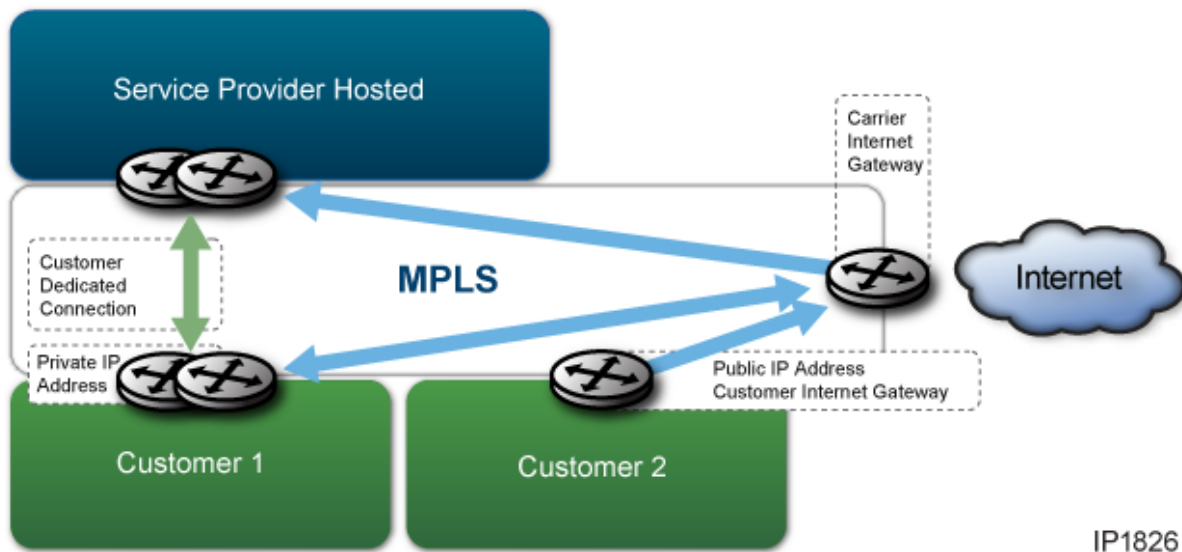 Service Provider Hosted
Carrier
Internet
Gateway
Customer
Dedicated
Connection
MPLS
Internet
Private IP
Address
Public IP Address
Customer Internet Gateway
Customer 1
Customer 2
IP1826